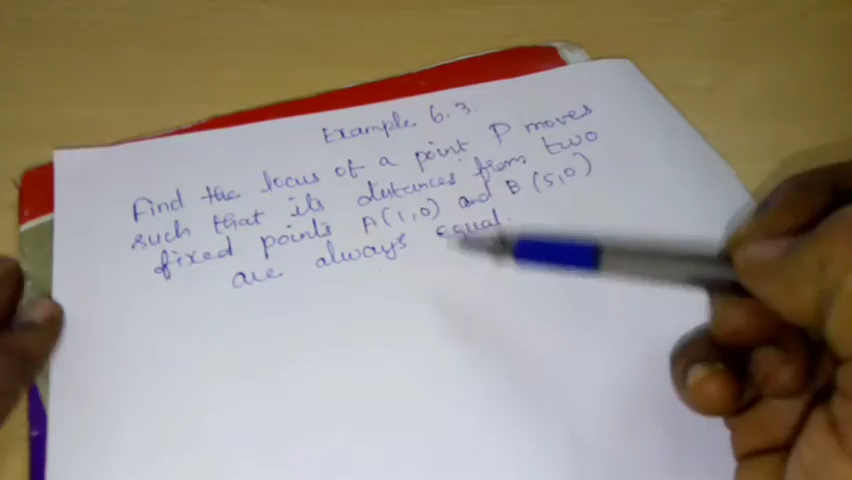 Example 6.3
Find the locus of a point P moves
such that its distances from two
fixed points A(1,0) and B (5,0)
are always equal.